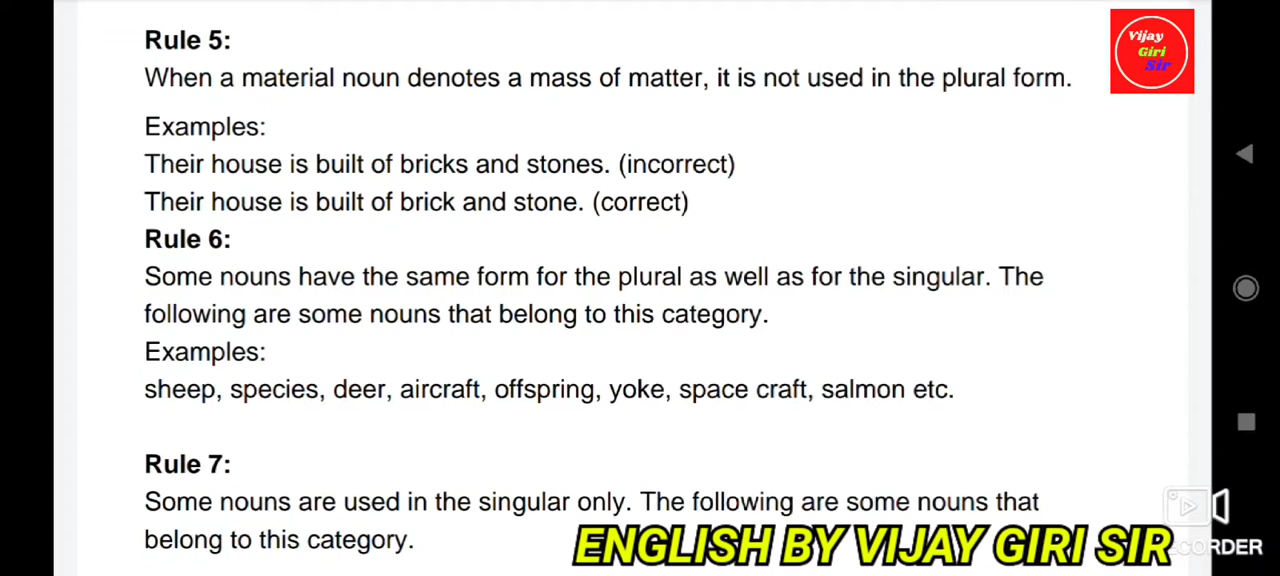 Rule 5:
When a material noun denotes a mass of matter, it is not used in the plural form.
Examples:
Their house is built of bricks and stones. (incorrect)
Their house is built of brick and stone. (correct)
Rule 6:
Some nouns have the same form for the plural as well as for the singular. The
following are some nouns that belong to this category.
Examples:
sheep, species, deer, aircraft, offspring, yoke, space craft, salmon etc.
Rule 7:
Some nouns are used in the singular only. The following are some nouns that
belong to this category.
Vijay
Giri
Sir
ENGLISH BY VIJAY GIRI SIR